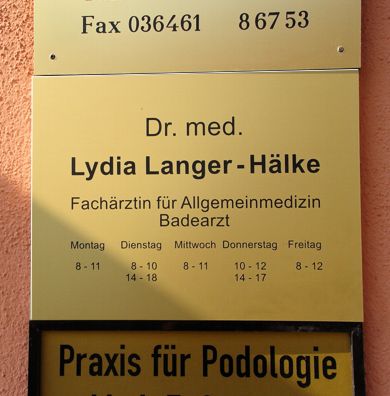 Fax 036461 8 67 53
Dr. med.
Lydia Langer - Hälke
Fachärztin für Allgemeinmedizin
Badearzt
Montag Dienstag Mittwoch Donnerstag Freitag
8 - 11 8 - 10 8 - 11 10 - 12 8 - 12
14 - 18 14 - 17
Praxis für Podologie